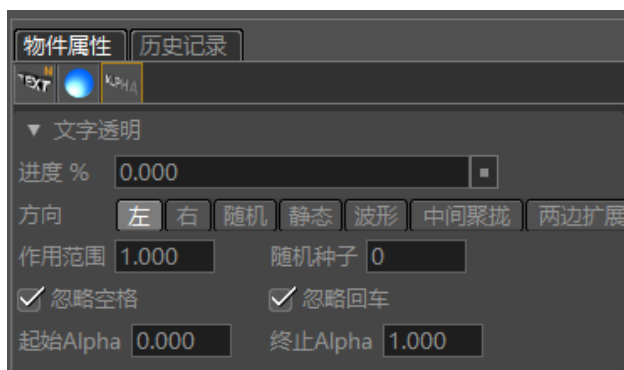 物件属性 历史记录
TEXT N ALPHA
▼ 文字透明
进度 % 0.000
方向 左 右 随机 静态 波形 中间聚拢 两边扩展
作用范围 1.000 随机种子 0
忽略空格 忽略回车
起始Alpha 0.000 终止Alpha 1.000